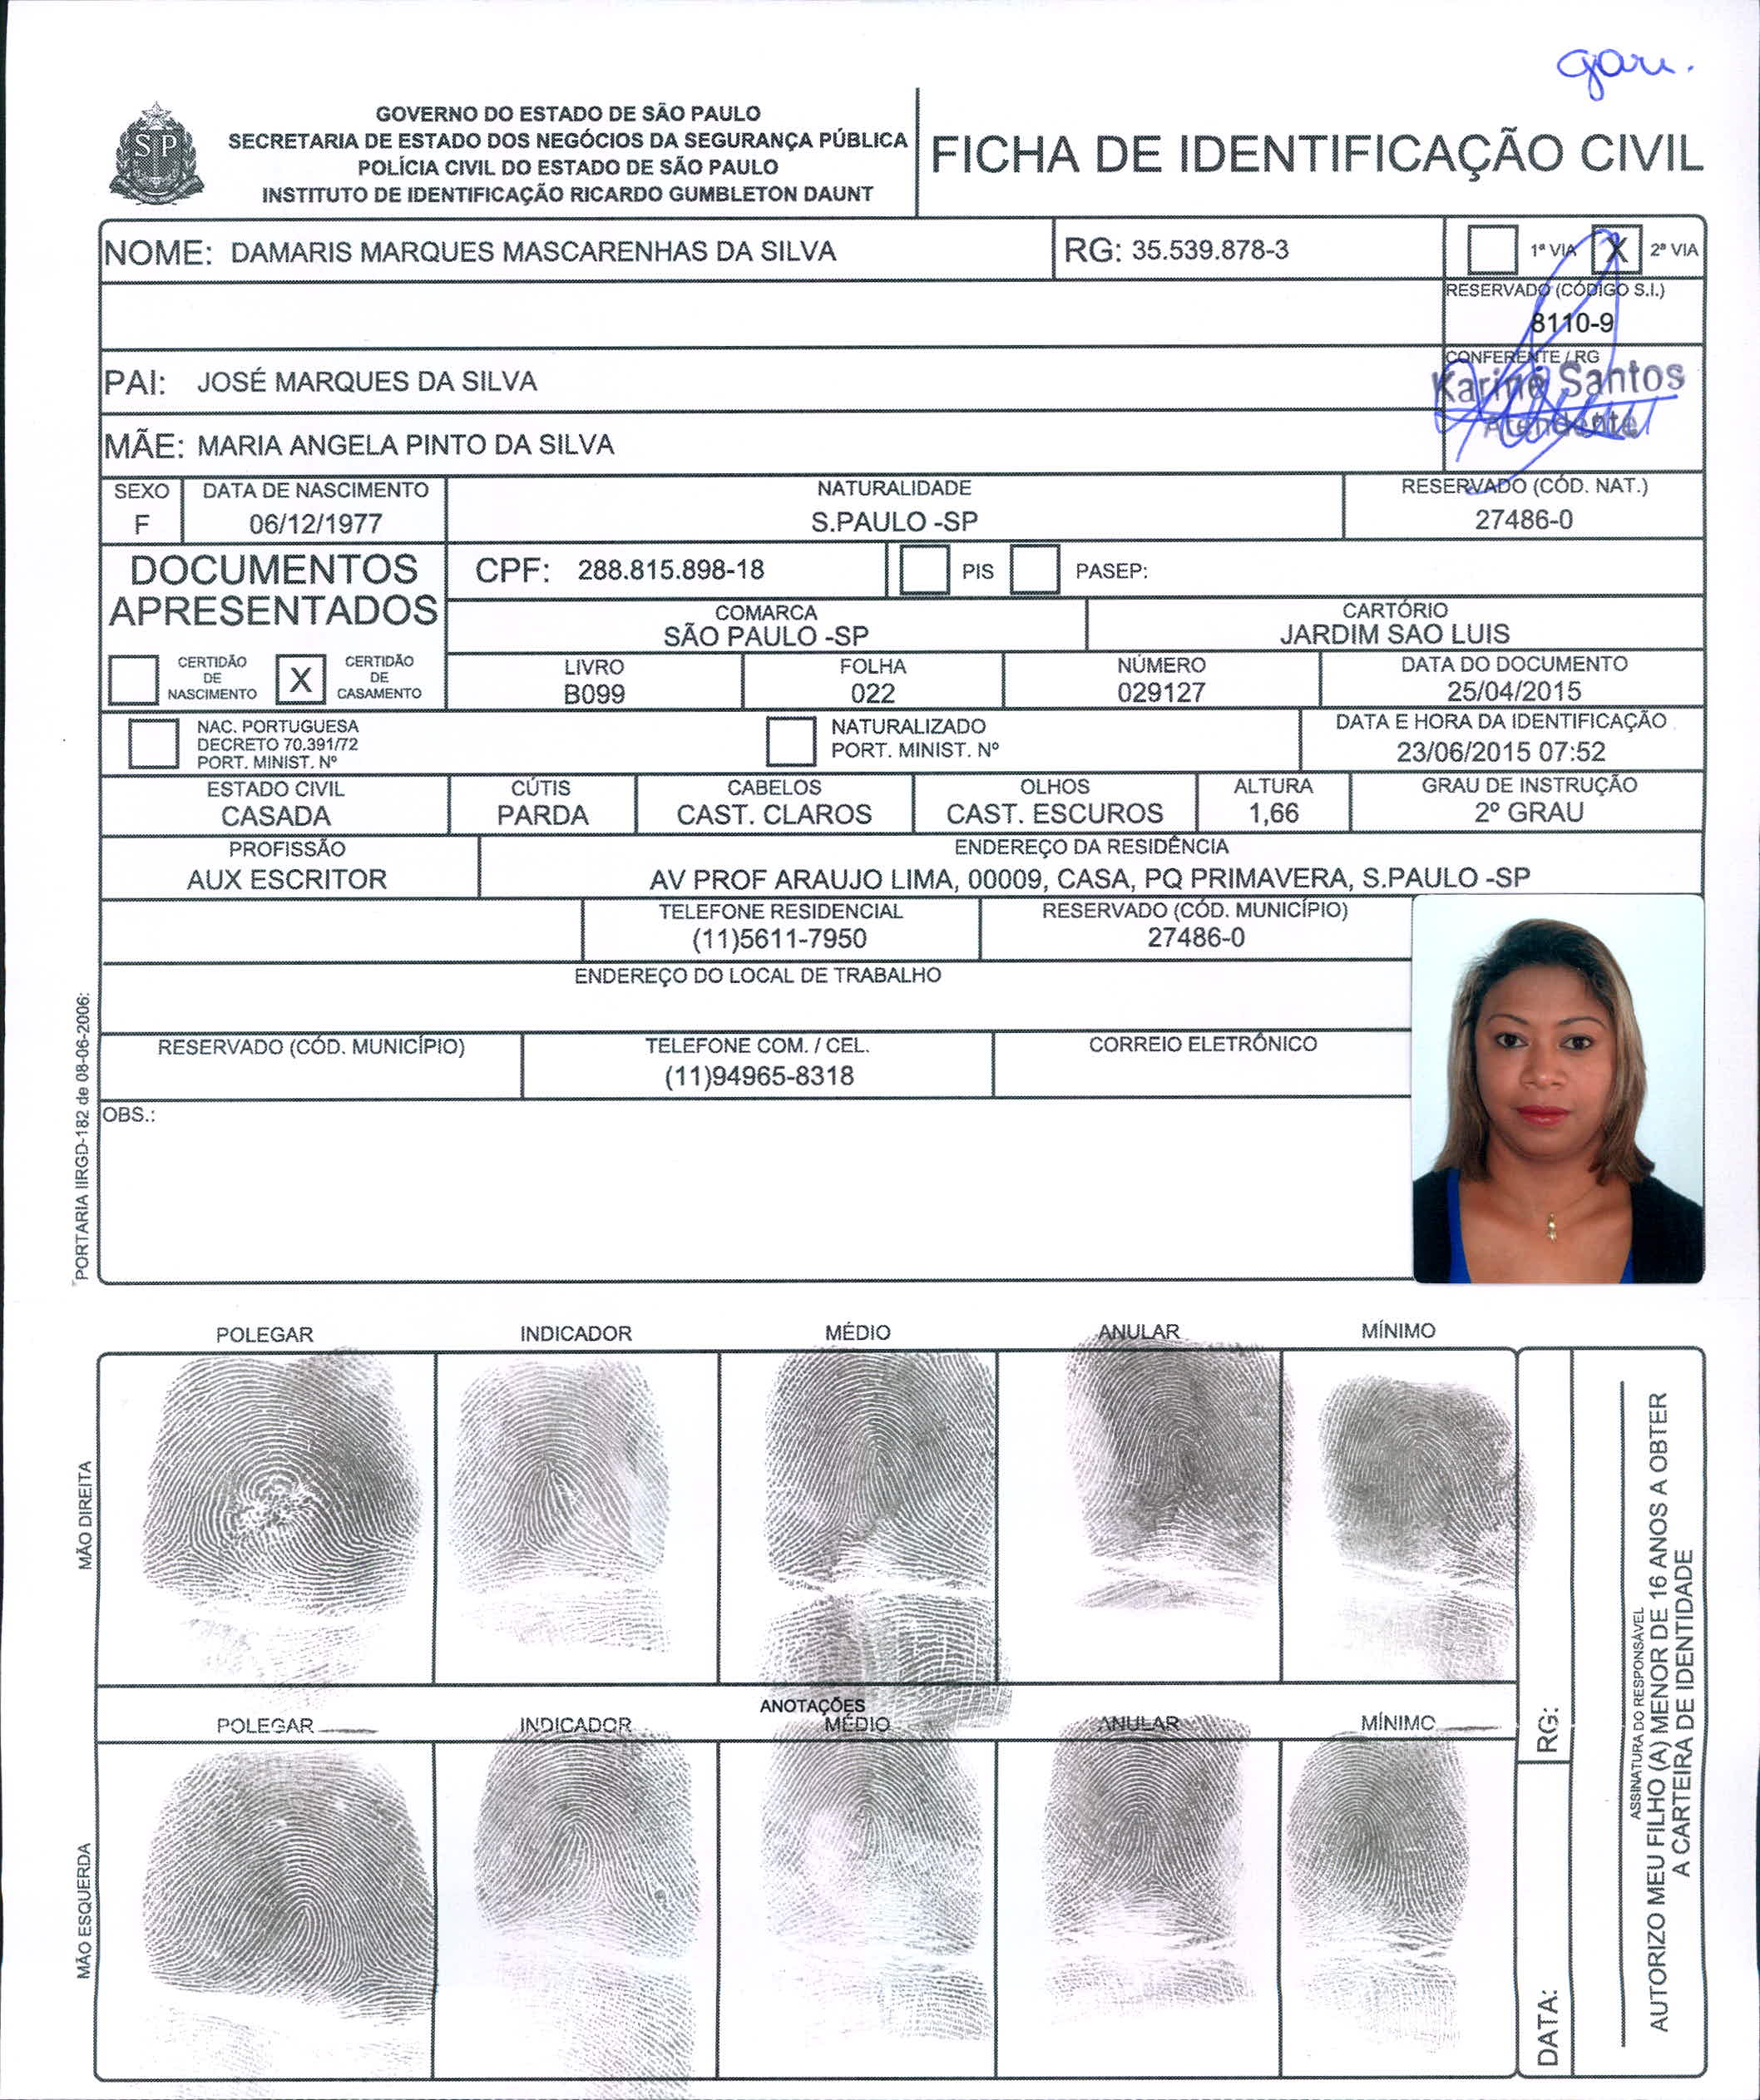 gari.
GOVERNO DO ESTADO DE SÃO PAULO
SECRETARIA DE ESTADO DOS NEGÓCIOS DA SEGURANÇA PÚBLICA
POLÍCIA CIVIL DO ESTADO DE SÃO PAULO
INSTITUTO DE IDENTIFICAÇÃO RICARDO GUMBLETON DAUNT
FICHA DE IDENTIFICAÇÃO CIVIL
SP
NOME: DAMARIS MARQUES MASCARENHAS DA SILVA
RG: 35.539.878-3
1ª VIA X 2ª VIA
RESERVADO (CÓDIGO S.I.)
8110-9
PAI: JOSÉ MARQUES DA SILVA
CONFERENTE / RG
Karine Santos
Atendente
MÃE: MARIA ANGELA PINTO DA SILVA
SEXO
F
DATA DE NASCIMENTO
06/12/1977
NATURALIDADE
S.PAULO -SP
RESERVADO (CÓD. NAT.)
27486-0
DOCUMENTOS
APRESENTADOS
CPF: 288.815.898-18
PIS
PASEP:
COMARCA
SÃO PAULO -SP
CARTÓRIO
JARDIM SAO LUIS
CERTIDÃO
DE
NASCIMENTO
X
CERTIDÃO
DE
CASAMENTO
LIVRO
B099
FOLHA
022
NÚMERO
029127
DATA DO DOCUMENTO
25/04/2015
NAC. PORTUGUESA
DECRETO 70.391/72
PORT. MINIST. Nº
NATURALIZADO
PORT. MINIST. Nº
DATA E HORA DA IDENTIFICAÇÃO
23/06/2015 07:52
ESTADO CIVIL
CASADA
CÚTIS
PARDA
CABELOS
CAST. CLAROS
OLHOS
CAST. ESCUROS
ALTURA
1,66
GRAU DE INSTRUÇÃO
2º GRAU
PROFISSÃO
AUX ESCRITOR
ENDEREÇO DA RESIDÊNCIA
AV PROF ARAUJO LIMA, 00009, CASA, PQ PRIMAVERA, S.PAULO -SP
TELEFONE RESIDENCIAL
(11)5611-7950
RESERVADO (CÓD. MUNICÍPIO)
27486-0
ENDEREÇO DO LOCAL DE TRABALHO
RESERVADO (CÓD. MUNICÍPIO)
TELEFONE COM. / CEL.
(11)94965-8318
CORREIO ELETRÔNICO
OBS.:
PORTARIA IIRGD-182 de 08-06-2006:
POLEGAR INDICADOR MÉDIO ANULAR MÍNIMO
MÃO DIREITA
ANOTAÇÕES
POLEGAR INDICADOR MÉDIO ANULAR MÍNIMO
MÃO ESQUERDA
RG:
DATA:
ASSINATURA DO RESPONSÁVEL
AUTORIZO MEU FILHO (A) MENOR DE 16 ANOS A OBTER
A CARTEIRA DE IDENTIDADE